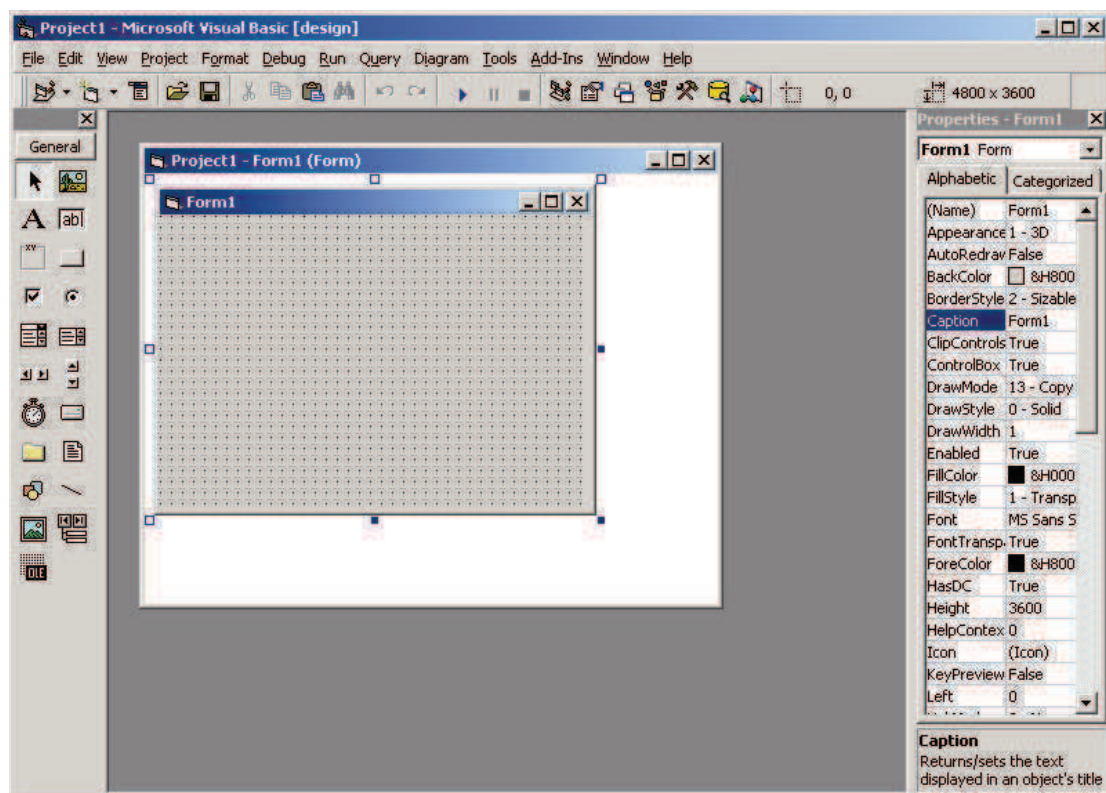 Project1 - Microsoft Visual Basic [design]
File Edit View Project Format Debug Run Query Diagram Tools Add-Ins Window Help
0, 0 4800 x 3600
General
A ab|
XY
OLE
Project1 - Form1 (Form)
Form1
Properties - Form1
Form1 Form
Alphabetic Categorized
(Name) Form1
Appearance 1 - 3D
AutoRedraw False
BackColor &H800
BorderStyle 2 - Sizable
Caption Form1
ClipControls True
ControlBox True
DrawMode 13 - Copy
DrawStyle 0 - Solid
DrawWidth 1
Enabled True
FillColor &H000
FillStyle 1 - Transp
Font MS Sans S
FontTransp. True
ForeColor &H800
HasDC True
Height 3600
HelpContex 0
Icon (Icon)
KeyPreview False
Left 0
Caption
Returns/sets the text
displayed in an object's title